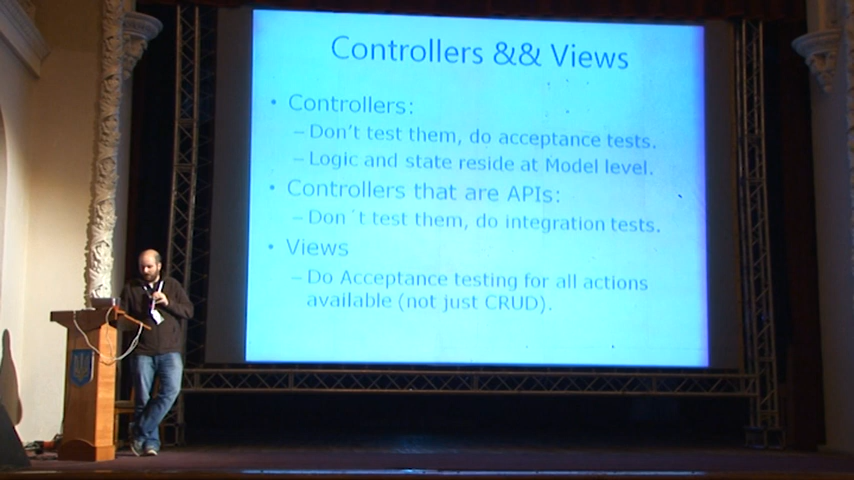 Controllers && Views
• Controllers:
– Don't test them, do acceptance tests.
– Logic and state reside at Model level.
• Controllers that are APIs:
– Don´t test them, do integration tests.
• Views
– Do Acceptance testing for all actions
available (not just CRUD).